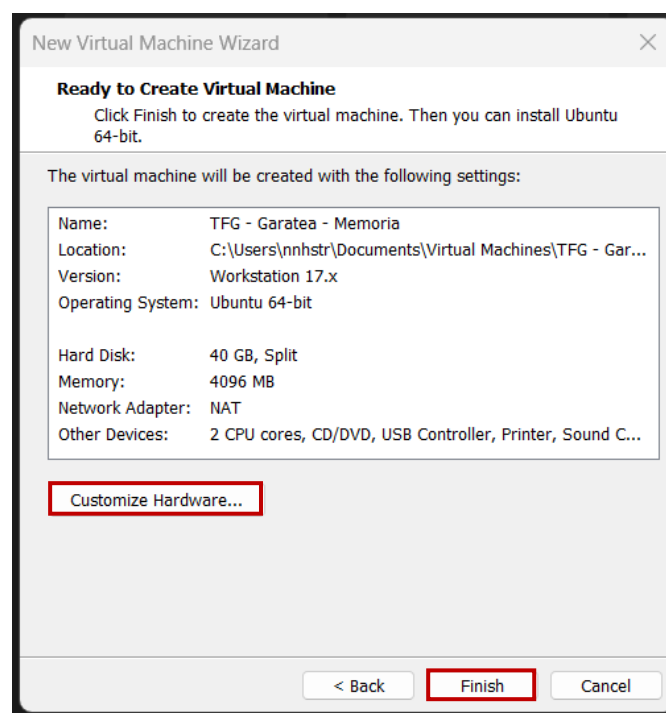 New Virtual Machine Wizard
Ready to Create Virtual Machine
Click Finish to create the virtual machine. Then you can install Ubuntu
64-bit.
The virtual machine will be created with the following settings:
Name: TFG - Garatea - Memoria
Location: C:\Users\nnhstr\Documents\Virtual Machines\TFG - Gar...
Version: Workstation 17.x
Operating System: Ubuntu 64-bit
Hard Disk: 40 GB, Split
Memory: 4096 MB
Network Adapter: NAT
Other Devices: 2 CPU cores, CD/DVD, USB Controller, Printer, Sound C...
Customize Hardware...
< Back Finish Cancel